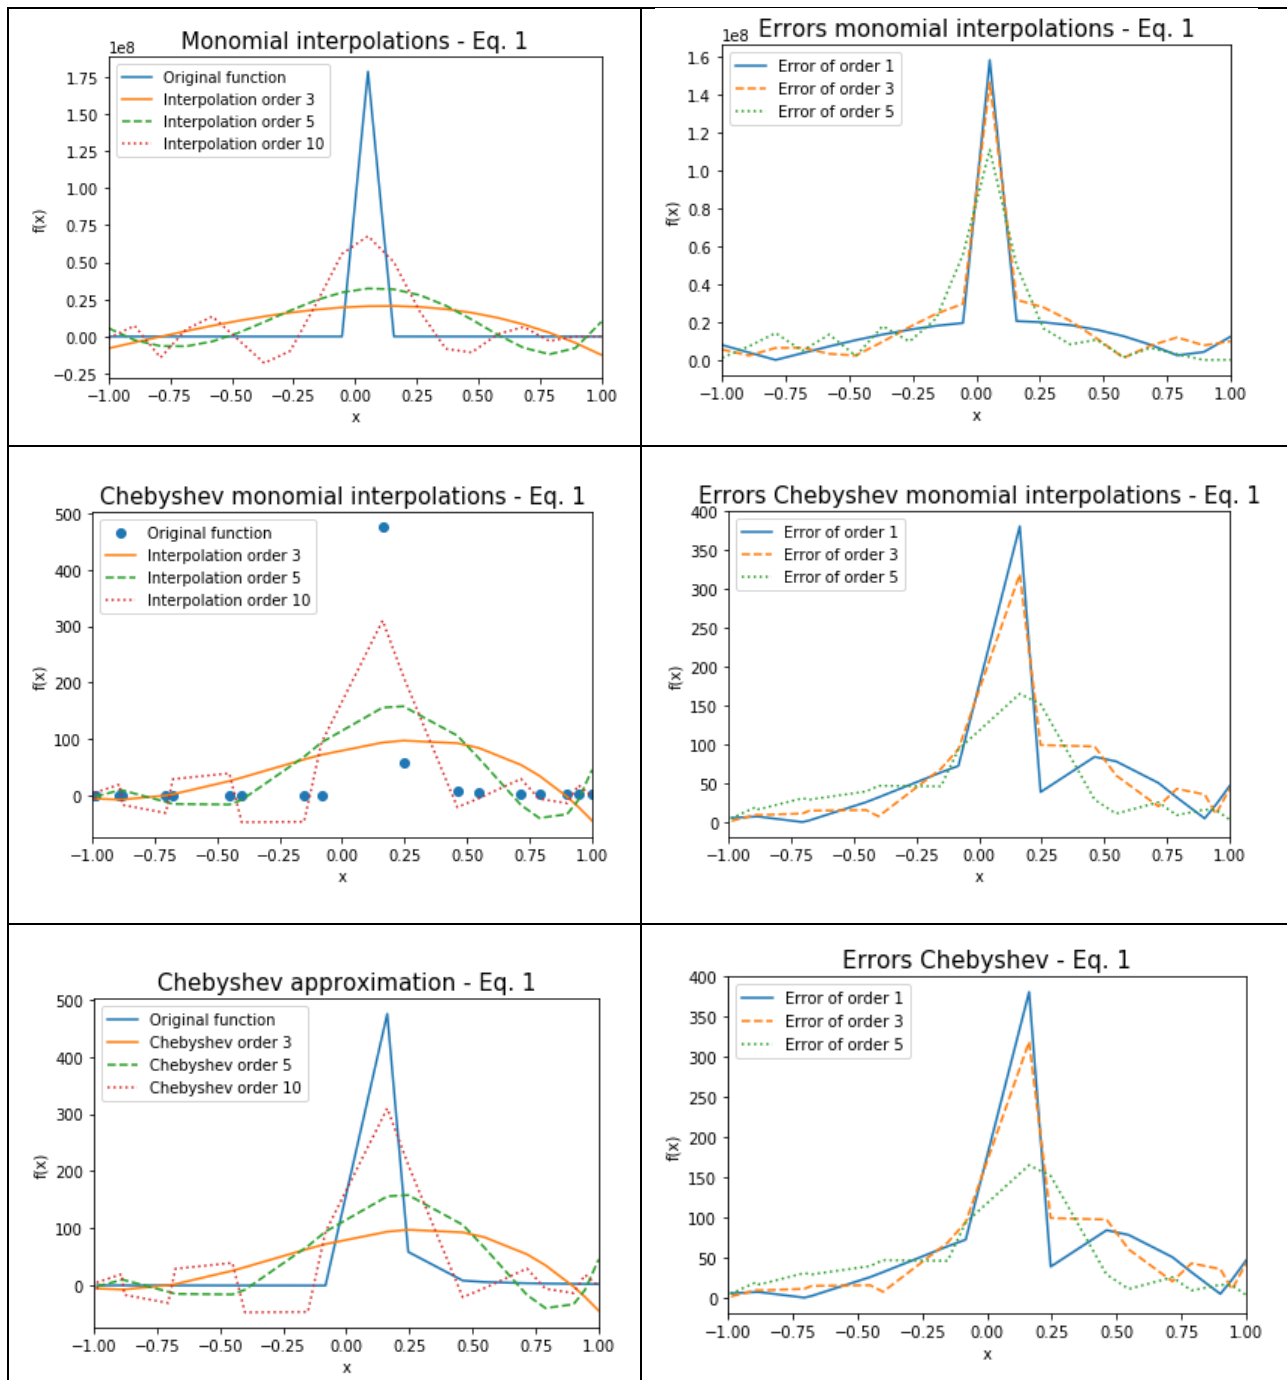 Monomial interpolations - Eq. 1
1e8
Original function
Interpolation order 3
Interpolation order 5
Interpolation order 10
1.75
1.50
1.25
1.00
0.75
0.50
0.25
0.00
−0.25
f(x)
−1.00 −0.75 −0.50 −0.25 0.00 0.25 0.50 0.75 1.00
x
Errors monomial interpolations - Eq. 1
1e8
Error of order 1
Error of order 3
Error of order 5
1.6
1.4
1.2
1.0
0.8
0.6
0.4
0.2
0.0
f(x)
−1.00 −0.75 −0.50 −0.25 0.00 0.25 0.50 0.75 1.00
x
Chebyshev monomial interpolations - Eq. 1
Original function
Interpolation order 3
Interpolation order 5
Interpolation order 10
500
400
300
200
100
0
f(x)
−1.00 −0.75 −0.50 −0.25 0.00 0.25 0.50 0.75 1.00
x
Errors Chebyshev monomial interpolations - Eq. 1
Error of order 1
Error of order 3
Error of order 5
400
350
300
250
200
150
100
50
0
f(x)
−1.00 −0.75 −0.50 −0.25 0.00 0.25 0.50 0.75 1.00
x
Chebyshev approximation - Eq. 1
Original function
Chebyshev order 3
Chebyshev order 5
Chebyshev order 10
500
400
300
200
100
0
f(x)
−1.00 −0.75 −0.50 −0.25 0.00 0.25 0.50 0.75 1.00
x
Errors Chebyshev - Eq. 1
Error of order 1
Error of order 3
Error of order 5
400
350
300
250
200
150
100
50
0
f(x)
−1.00 −0.75 −0.50 −0.25 0.00 0.25 0.50 0.75 1.00
x